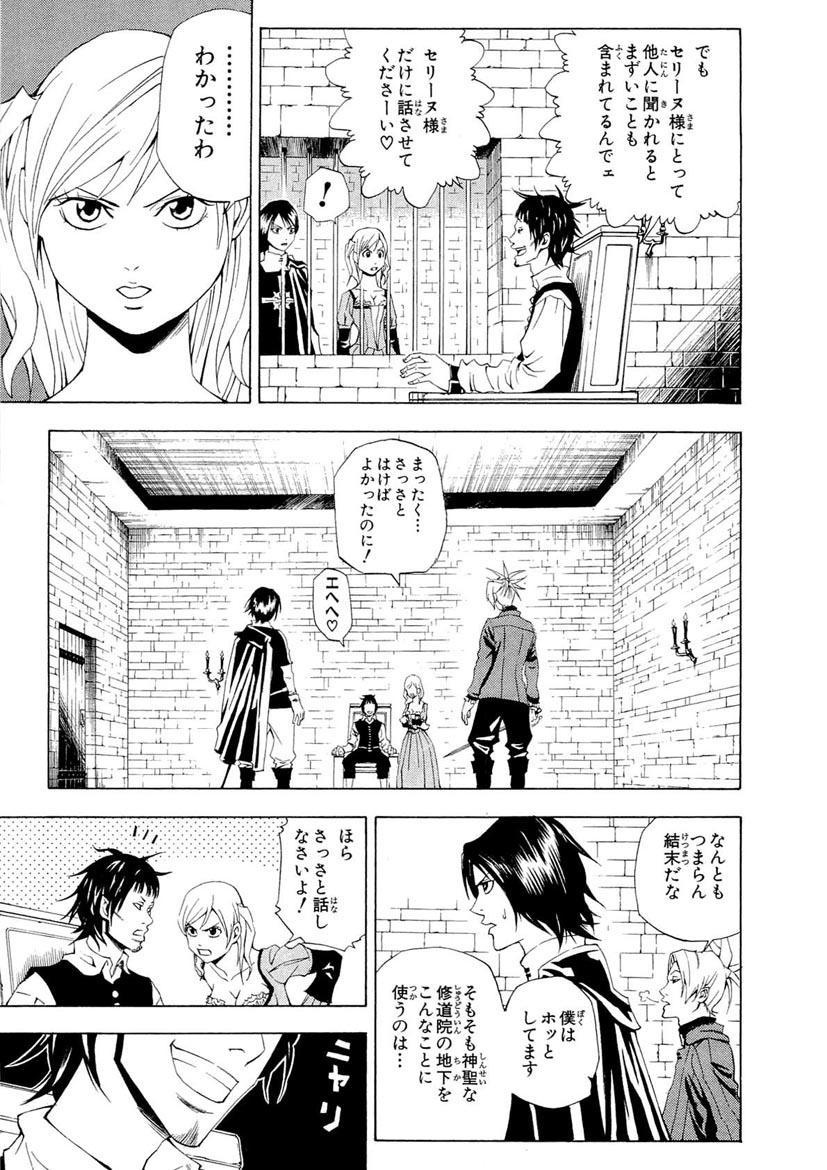 でも
セリーヌ様にとって
他人に聞かれると
まずいことも
含まれてるんでェ
セリーヌ様
だけに話させて
くださーい♡
！
…………
わかったわ
まったく…
さっさと
はけば
よかったのに！
エヘヘ♡
なんとも
つまらん
結末だな
僕は
ホッと
してます
そもそも神聖な
修道院の地下を
こんなことに
使うのは…
ほら
さっさと話し
なさいよ！
ニヤリ